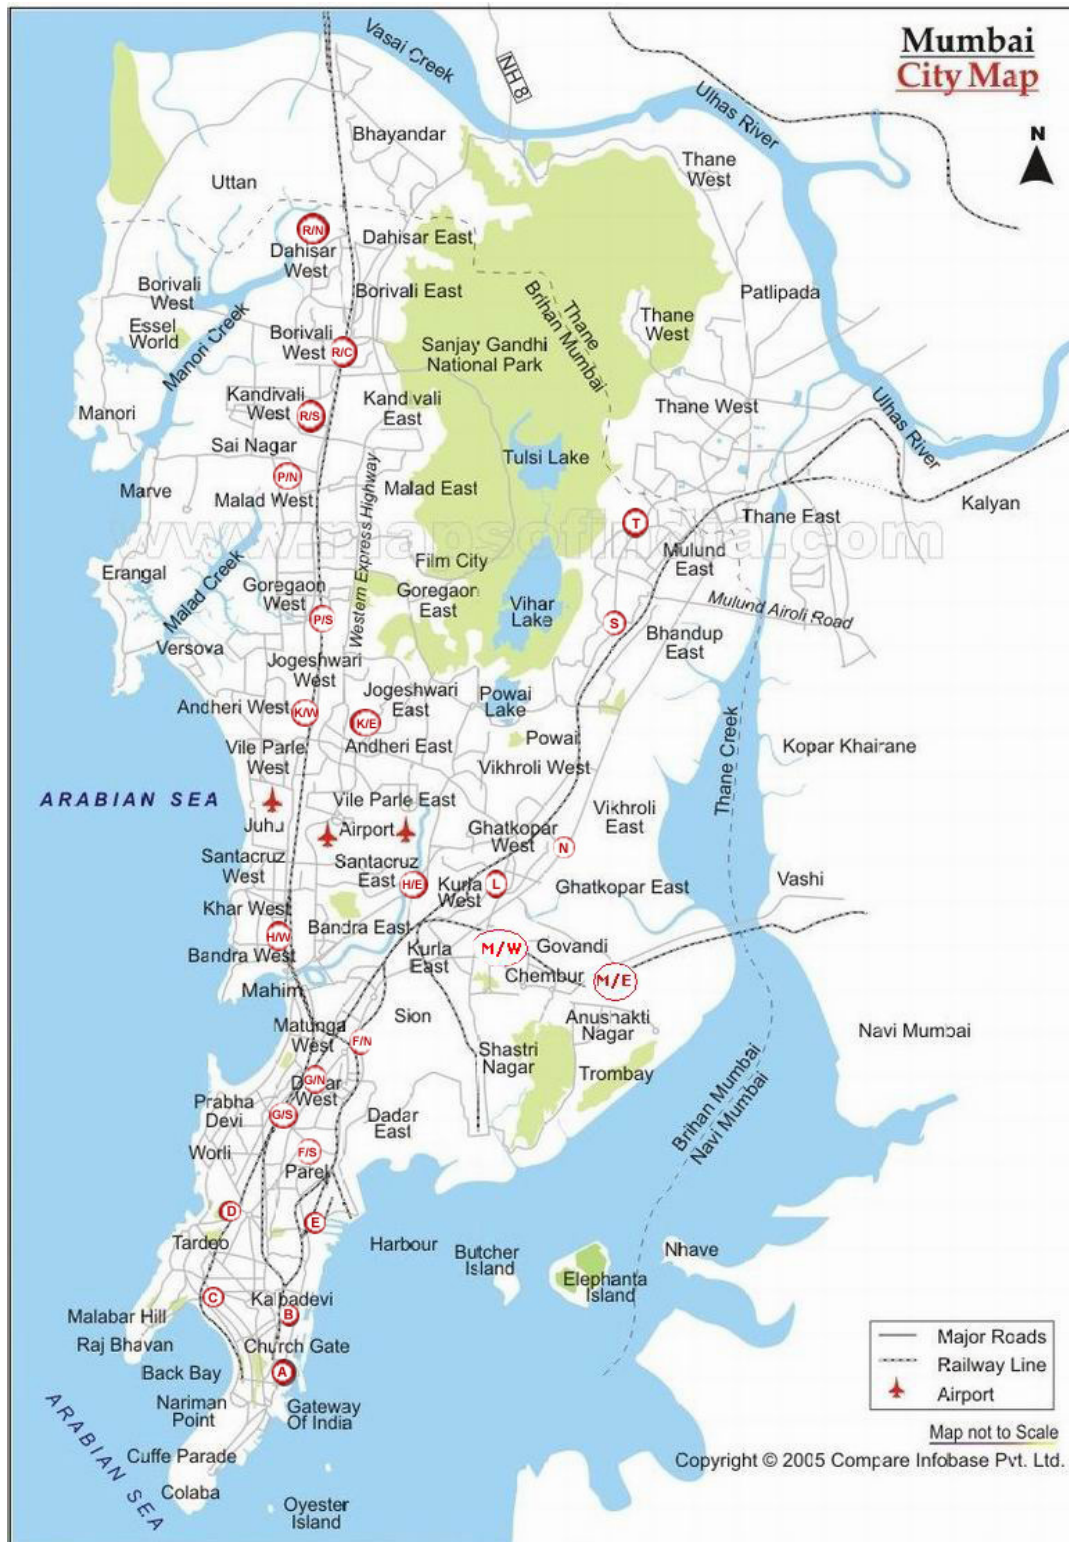 Mumbai
City Map
N
Vasai Creek
NH 8
Ulhas River
Bhayandar
Thane
West
Uttan
R/N
Dahisar East
Dahisar
West
Borivali
West
Borivali East
Thane
Brihan Mumbai
Patlipada
Essel
World
Manori Creek
Borivali
West
R/C
Sanjay Gandhi
National Park
Thane
West
Manori
Kandivali
West
R/S
Kandivali
East
Thane West
Ulhas River
Sai Nagar
P/N
Tulsi Lake
Marve
Malad West
Malad East
Western Express Highway
Kalyan
www.mapsofindia.com
T
Thane East
Mulund
East
Erangal
Malad Creek
Film City
Goregaon
West
Goregaon
East
Vihar
Lake
Mulund Airoli Road
P/S
S
Bhandup
East
Versova
Jogeshwari
West
Jogeshwari
East
Powai
Lake
Andheri West
K/W
K/E
Andheri East
Powai
Thane Creek
Kopar Khairane
Vile Parle
West
Vikhroli West
ARABIAN SEA
Vile Parle East
Vikhroli
East
Juhu
Airport
Ghatkopar
West
N
Santacruz
West
Santacruz
East
H/E
Kurla
West
L
Ghatkopar East
Vashi
Khar West
H/W
Bandra East
Bandra West
Kurla
East
M/W
Govandi
Chembur
M/E
Mahim
Sion
Anushakti
Nagar
Navi Mumbai
Matunga
West
F/N
Shastri
Nagar
Trombay
G/N
Dadar
West
Prabha
Devi
G/S
Dadar
East
Brihan Mumbai
Navi Mumbai
Worli
F/S
Parel
D
E
Tardeo
Harbour
Butcher
Island
Nhave
Elephanta
Island
C
Kalbadevi
B
Malabar Hill
Raj Bhavan
Church Gate
Back Bay
A
Nariman
Point
Gateway
Of India
ARABIAN SEA
Cuffe Parade
Colaba
Oyester
Island
Major Roads
Railway Line
Airport
Map not to Scale
Copyright © 2005 Compare Infobase Pvt. Ltd.